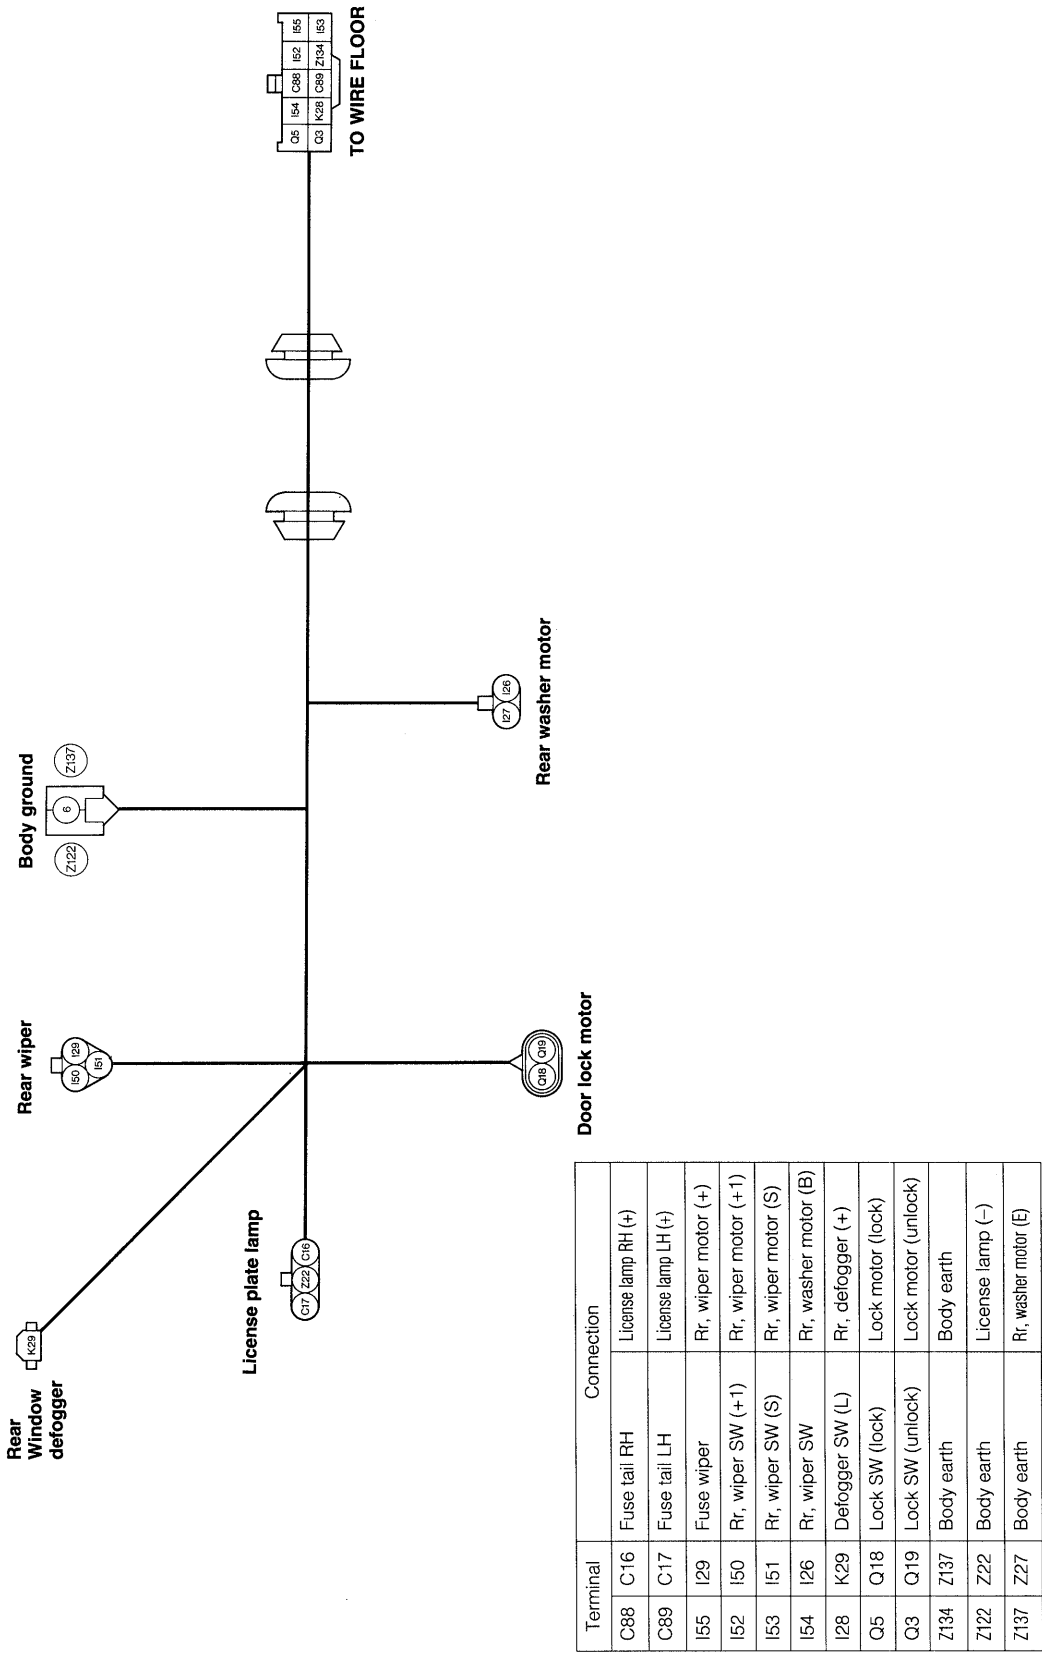 Rear
Window
defogger
K29
Rear wiper
I50 I29
I51
Body ground
Z122 6 Z137
License plate lamp
C17 Z22 C16
Door lock motor
Q18 Q19
Rear washer motor
I27 I26
TO WIRE FLOOR
Q5 I54 C88 I52 I55
Q3 K28 C89 Z134 I53
Terminal Connection
C88 C16 Fuse tail RH License lamp RH (+)
C89 C17 Fuse tail LH License lamp LH (+)
I55 I29 Fuse wiper Rr, wiper motor (+)
I52 I50 Rr, wiper SW (+1) Rr, wiper motor (+1)
I53 I51 Rr, wiper SW (S) Rr, wiper motor (S)
I54 I26 Rr, wiper SW Rr, washer motor (B)
I28 K29 Defogger SW (L) Rr, defogger (+)
Q5 Q18 Lock SW (lock) Lock motor (lock)
Q3 Q19 Lock SW (unlock) Lock motor (unlock)
Z134 Z137 Body earth Body earth
Z122 Z22 Body earth License lamp (−)
Z137 Z27 Body earth Rr, washer motor (E)